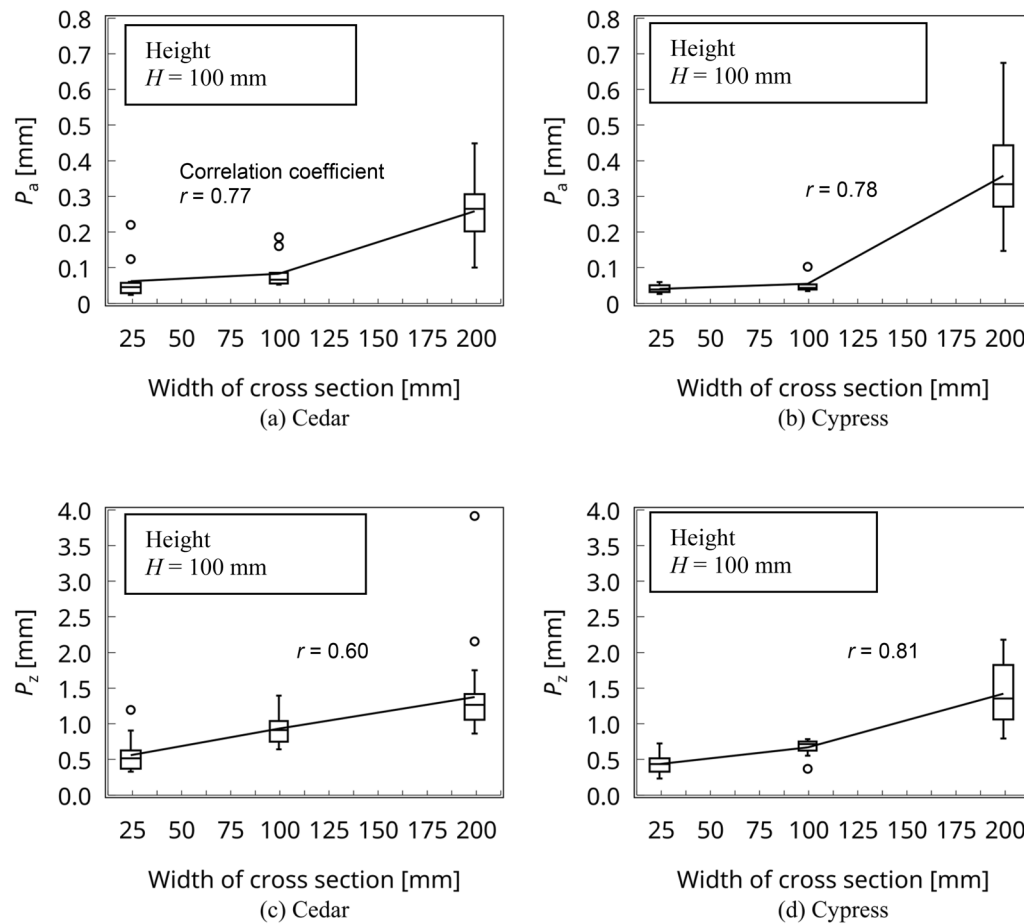 0.8
0.7
0.6
0.5
0.4
0.3
0.2
0.1
0
P_a [mm]
Height
H = 100 mm
Correlation coefficient
r = 0.77
25 50 75 100 125 150 175 200
Width of cross section [mm]
(a) Cedar
0.8
0.7
0.6
0.5
0.4
0.3
0.2
0.1
0
P_a [mm]
Height
H = 100 mm
r = 0.78
25 50 75 100 125 150 175 200
Width of cross section [mm]
(b) Cypress
4.0
3.5
3.0
2.5
2.0
1.5
1.0
0.5
0.0
P_z [mm]
Height
H = 100 mm
r = 0.60
25 50 75 100 125 150 175 200
Width of cross section [mm]
(c) Cedar
4.0
3.5
3.0
2.5
2.0
1.5
1.0
0.5
0.0
P_z [mm]
Height
H = 100 mm
r = 0.81
25 50 75 100 125 150 175 200
Width of cross section [mm]
(d) Cypress